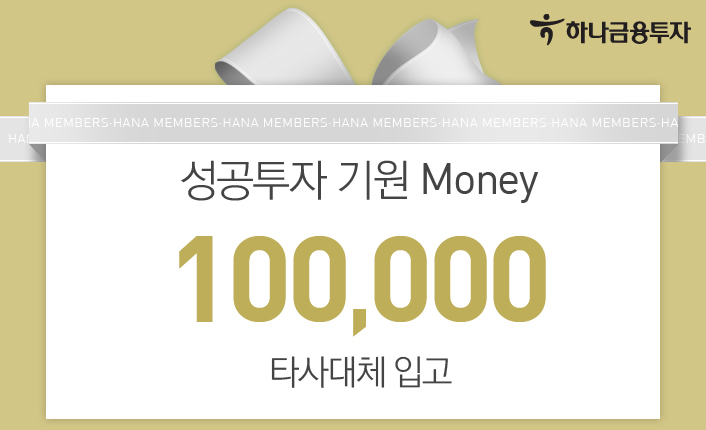 하나금융투자
HANA MEMBERS·HANA MEMBERS·HANA MEMBERS·HANA MEMBERS·HANA MEMBERS·HANA MEMBERS·HA
성공투자 기원 Money
100,000
타사대체 입고